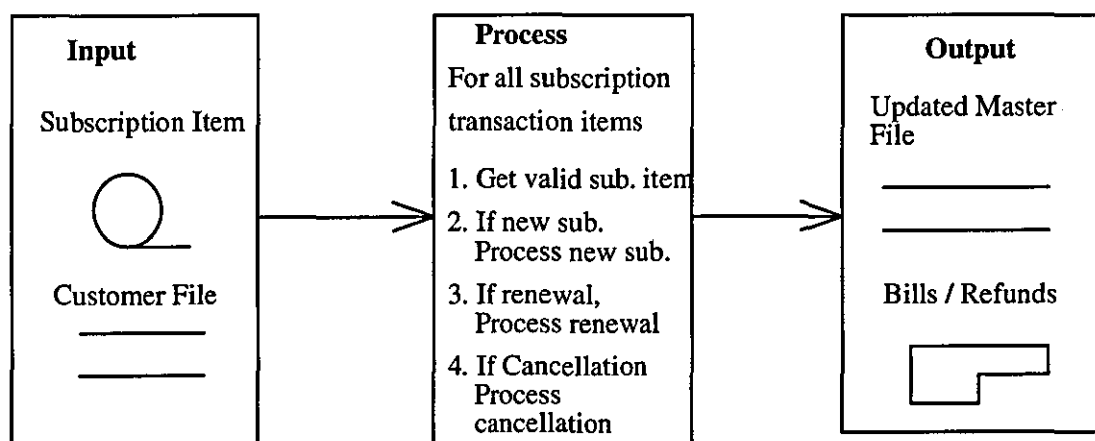 Input
Subscription Item
Customer File
Process
For all subscription
transaction items
1. Get valid sub. item
2. If new sub.
Process new sub.
3. If renewal,
Process renewal
4. If Cancellation
Process
cancellation
Output
Updated Master
File
Bills / Refunds